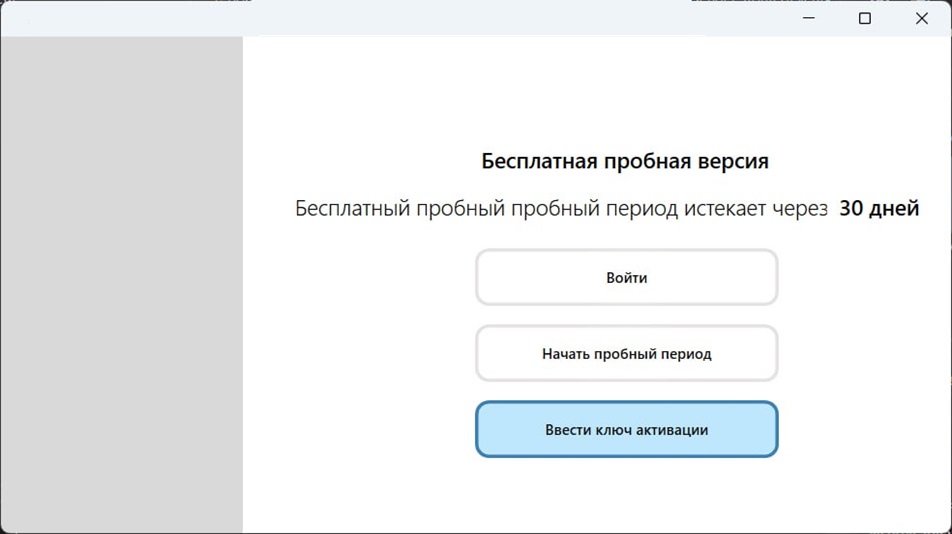 Бесплатная пробная версия
Бесплатный пробный пробный период истекает через 30 дней
Войти
Начать пробный период
Ввести ключ активации